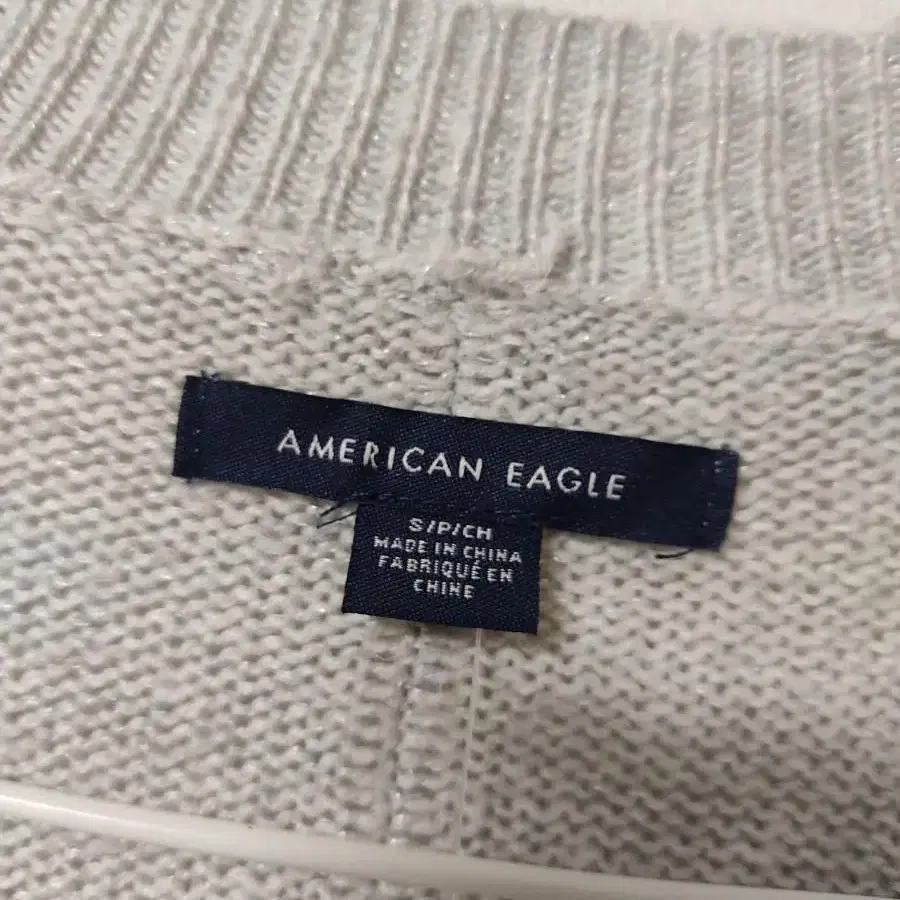 AMERICAN EAGLE
S/P/CH
MADE IN CHINA
FABRIQUÉ EN
CHINE